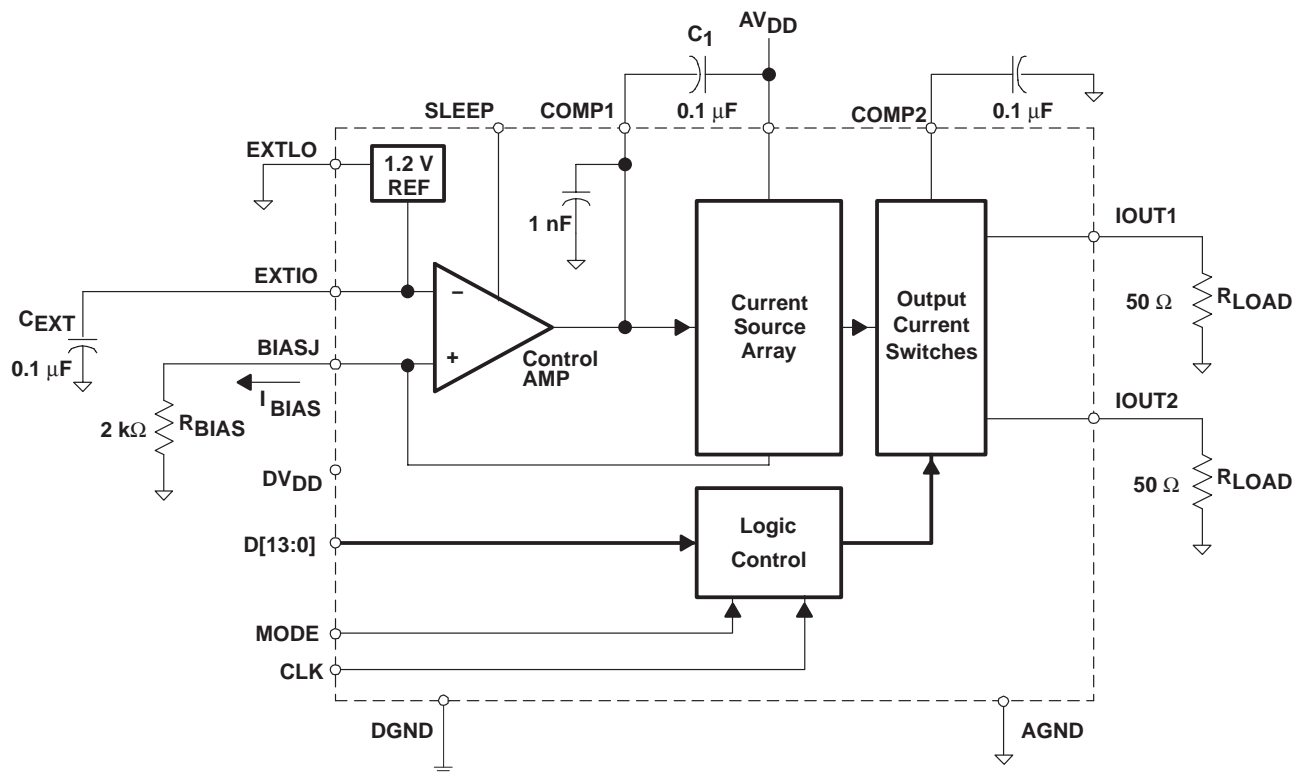 AVDD
C1
0.1 µF
SLEEP
COMP1
COMP2
0.1 µF
EXTLO
1.2 V
REF
1 nF
IOUT1
EXTIO
−
50 Ω
RLOAD
CEXT
0.1 µF
BIASJ
+
Control
AMP
Current
Source
Array
Output
Current
Switches
IBIAS
2 kΩ
RBIAS
IOUT2
DVDD
50 Ω
RLOAD
D[13:0]
Logic
Control
MODE
CLK
DGND
AGND